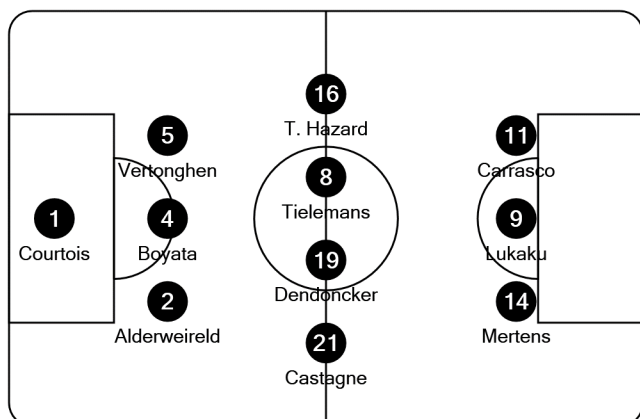 16
T. Hazard
5
Vertonghen
11
Carrasco
8
Tielemans
1
Courtois
4
Boyata
9
Lukaku
19
Dendoncker
2
Alderweireld
14
Mertens
21
Castagne